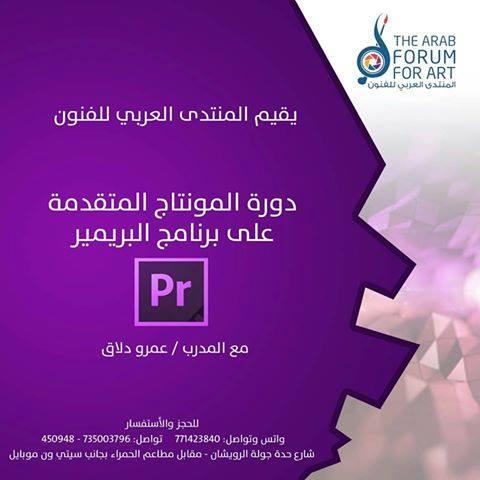 THE ARAB
FORUM
FOR ART
المنتدى العربي للفنون
يقيم المنتدى العربي للفنون
دورة المونتاج المتقدمة
على برنامج البريمير
Pr
مع المدرب / عمرو دلاق
للحجز والأستفسار
واتس وتواصل: 771423840 تواصل: 735003796 - 450948
شارع حدة جولة الرويشان - مقابل مطاعم الحمراء بجانب سيتي ون موبايل